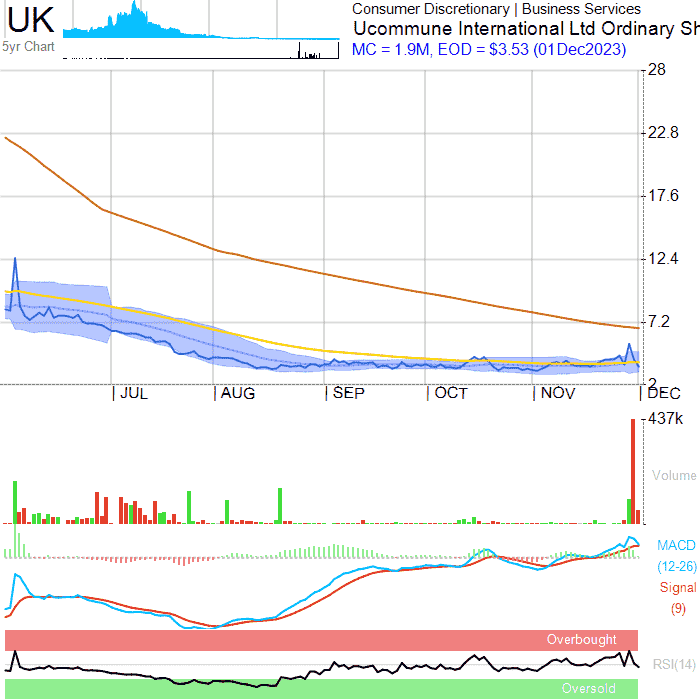 UK
Consumer Discretionary | Business Services
Ucommune International Ltd Ordinary Sh
5yr Chart
MC = 1.9M, EOD = $3.53 (01Dec2023)
28
22.8
17.6
12.4
7.2
2
JUL
AUG
SEP
OCT
NOV
DEC
437k
Volume
MACD
(12-26)
Signal
(9)
Overbought
RSI(14)
Oversold